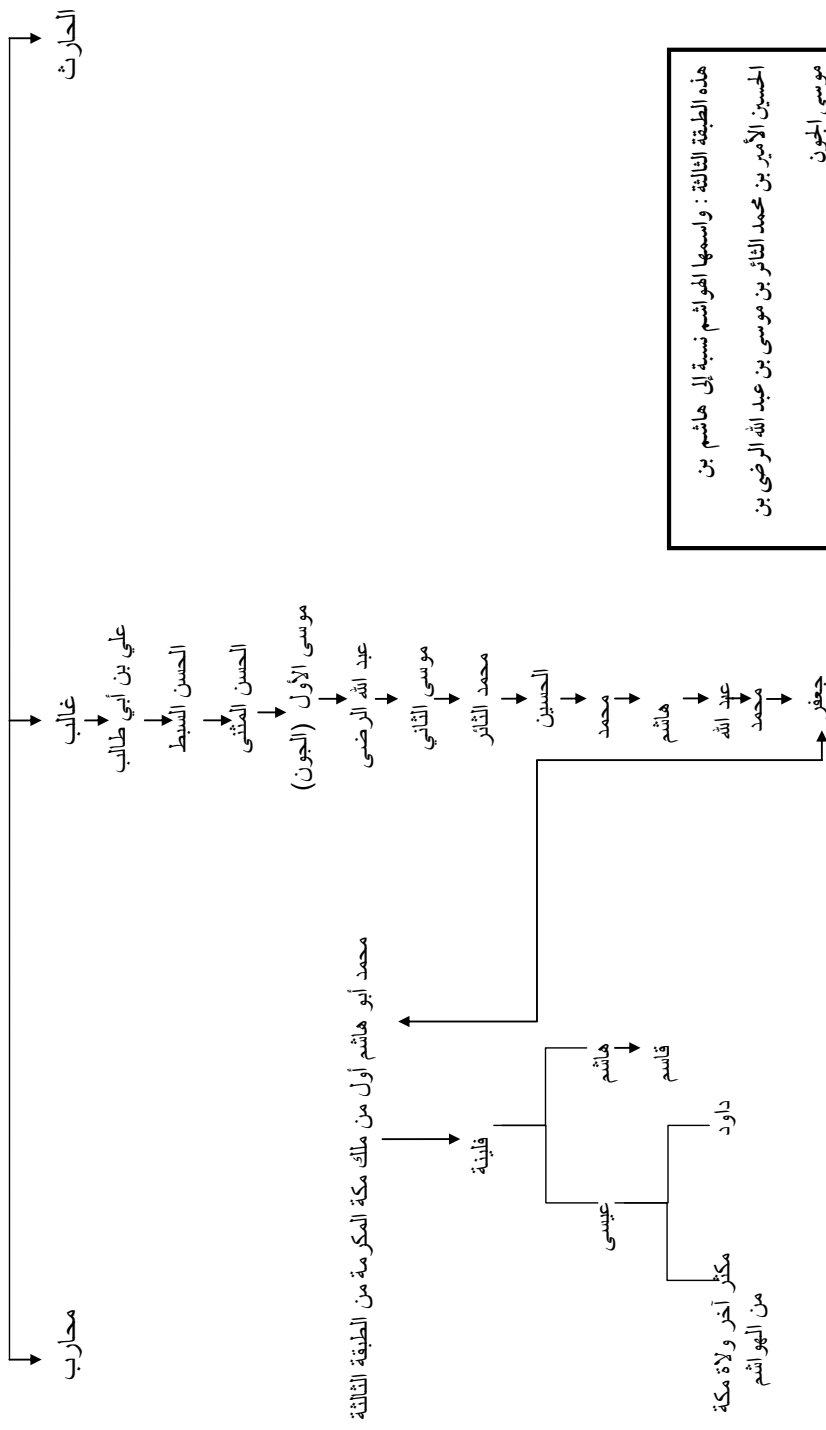 الحارث
غالب
محارب
علي بن أبي طالب
الحسن السبط
الحسن المثنى
موسى الأول (الجون)
عبد الله الرضى
موسى الثاني
محمد الثائر
الحسين
محمد
هاشم
عبد الله
محمد
جعفر
محمد أبو هاشم أول من ملك مكة المكرمة من الطبقة الثالثة
فليتة
هاشم
قاسم
عيسى
داود
مكثر آخر ولاة مكة
من الهواشم
هذه الطبقة الثالثة : واسمها الهواشم نسبة إلى هاشم بن
الحسين الأمير بن محمد الثائر بن موسى بن عبد الله الرضى بن
موسى الجون